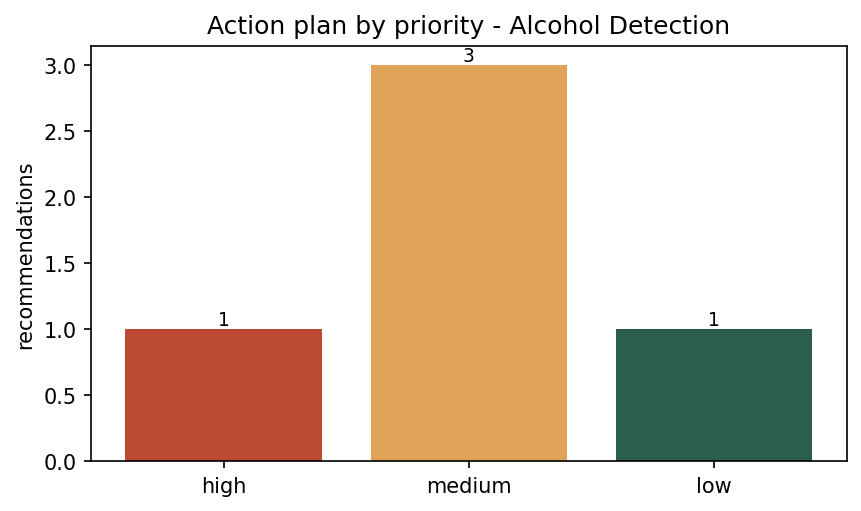 Action plan by priority - Alcohol Detection
recommendations
3.0
2.5
2.0
1.5
1.0
0.5
0.0
1
3
1
high
medium
low